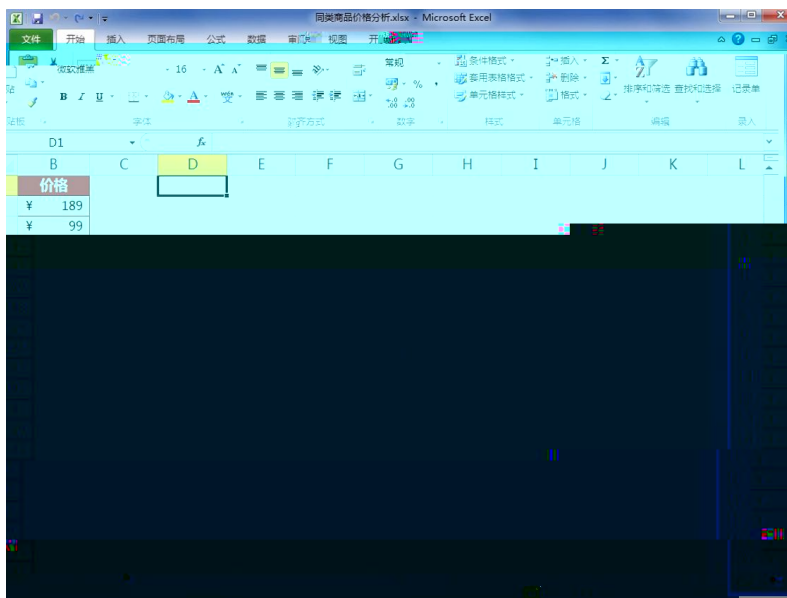 同类商品价格分析.xlsx - Microsoft Excel
文件 开始 插入 页面布局 公式 数据 视图
微软雅黑 16 常规 条件格式 插入 Σ
套用表格格式 删除 排序和筛选 查找和选择 记录单
B I U A 单元格样式 格式
字体 对齐方式 数字 样式 单元格 编辑 录入
D1 fx
B C D E F G H I J K L
价格
¥ 189
¥ 99